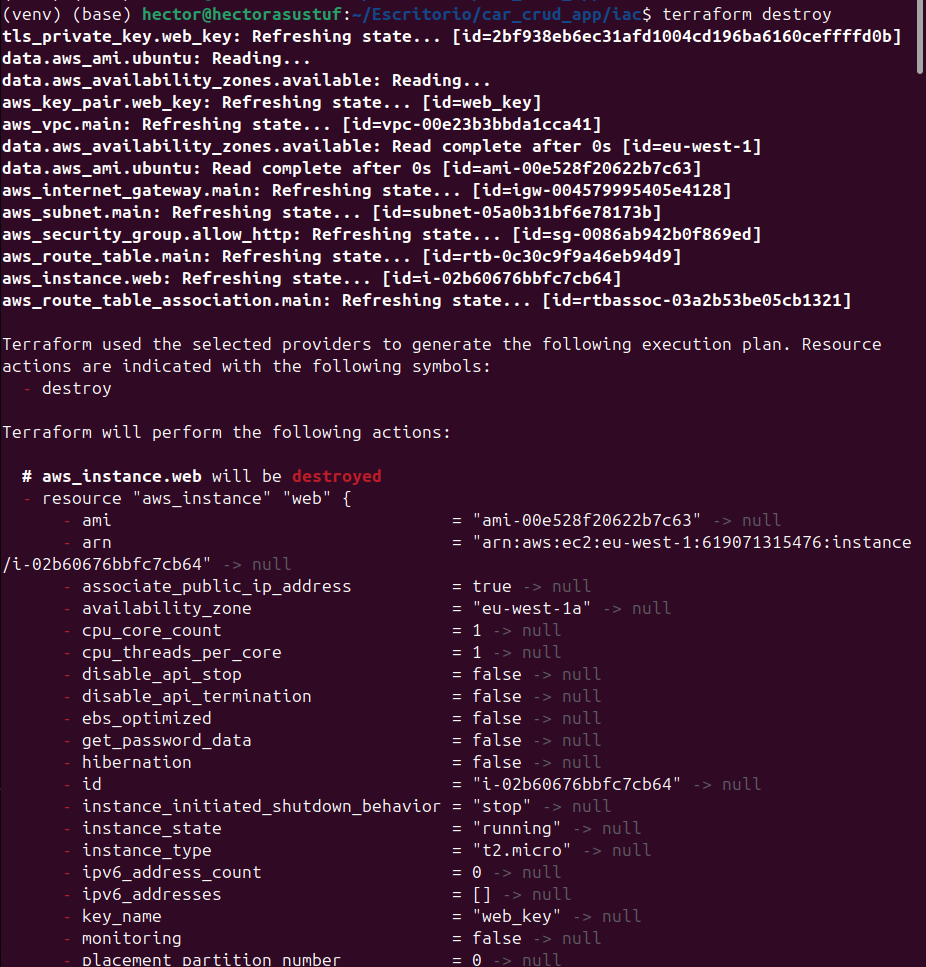 (venv) (base) hector@hectorasustuf:~/Escritorio/car_crud_app/iac$ terraform destroy
tls_private_key.web_key: Refreshing state... [id=2bf938eb6ec31afd1004cd196ba6160ceffffd0b]
data.aws_ami.ubuntu: Reading...
data.aws_availability_zones.available: Reading...
aws_key_pair.web_key: Refreshing state... [id=web_key]
aws_vpc.main: Refreshing state... [id=vpc-00e23b3bbda1cca41]
data.aws_availability_zones.available: Read complete after 0s [id=eu-west-1]
data.aws_ami.ubuntu: Read complete after 0s [id=ami-00e528f20622b7c63]
aws_internet_gateway.main: Refreshing state... [id=igw-004579995405e4128]
aws_subnet.main: Refreshing state... [id=subnet-05a0b31bf6e78173b]
aws_security_group.allow_http: Refreshing state... [id=sg-0086ab942b0f869ed]
aws_route_table.main: Refreshing state... [id=rtb-0c30c9f9a46eb94d9]
aws_instance.web: Refreshing state... [id=i-02b60676bbfc7cb64]
aws_route_table_association.main: Refreshing state... [id=rtbassoc-03a2b53be05cb1321]

Terraform used the selected providers to generate the following execution plan. Resource
actions are indicated with the following symbols:
  - destroy

Terraform will perform the following actions:

  # aws_instance.web will be destroyed
  - resource "aws_instance" "web" {
      - ami                                  = "ami-00e528f20622b7c63" -> null
      - arn                                  = "arn:aws:ec2:eu-west-1:619071315476:instance
/i-02b60676bbfc7cb64" -> null
      - associate_public_ip_address          = true -> null
      - availability_zone                    = "eu-west-1a" -> null
      - cpu_core_count                       = 1 -> null
      - cpu_threads_per_core                 = 1 -> null
      - disable_api_stop                     = false -> null
      - disable_api_termination              = false -> null
      - ebs_optimized                        = false -> null
      - get_password_data                    = false -> null
      - hibernation                          = false -> null
      - id                                   = "i-02b60676bbfc7cb64" -> null
      - instance_initiated_shutdown_behavior = "stop" -> null
      - instance_state                       = "running" -> null
      - instance_type                        = "t2.micro" -> null
      - ipv6_address_count                   = 0 -> null
      - ipv6_addresses                       = [] -> null
      - key_name                             = "web_key" -> null
      - monitoring                           = false -> null
      - placement_partition_number           = 0 -> null